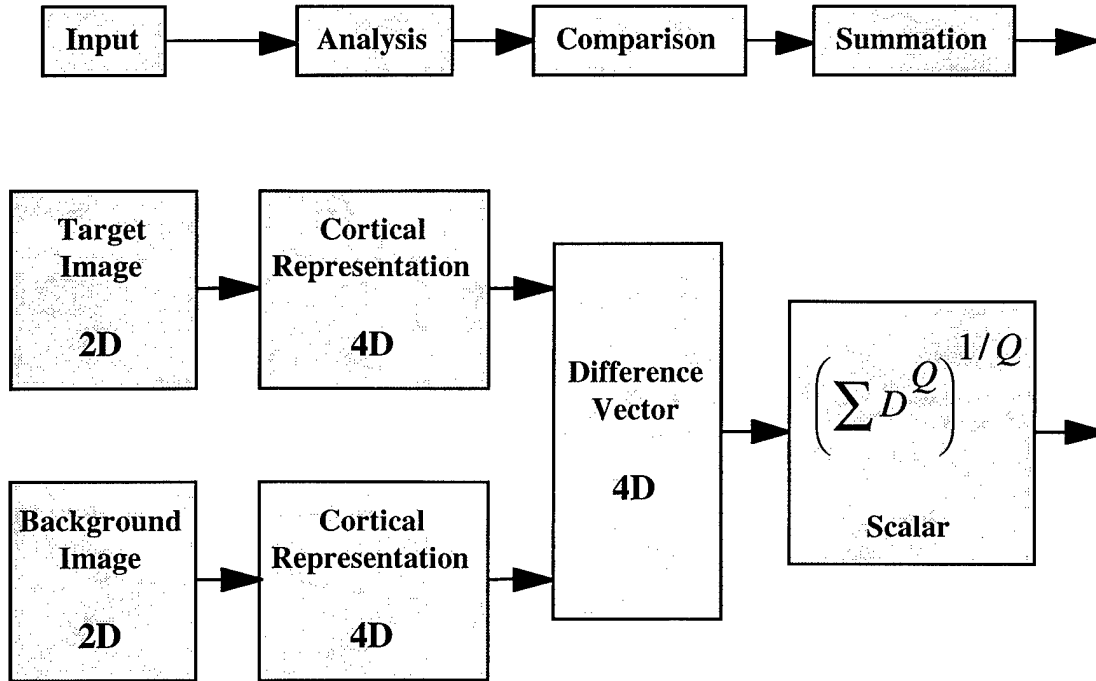 Input
Analysis
Comparison
Summation
Target
Image
2D
Cortical
Representation
4D
Background
Image
2D
Cortical
Representation
4D
Difference
Vector
4D
(∑ D^Q)^{1/Q}
Scalar